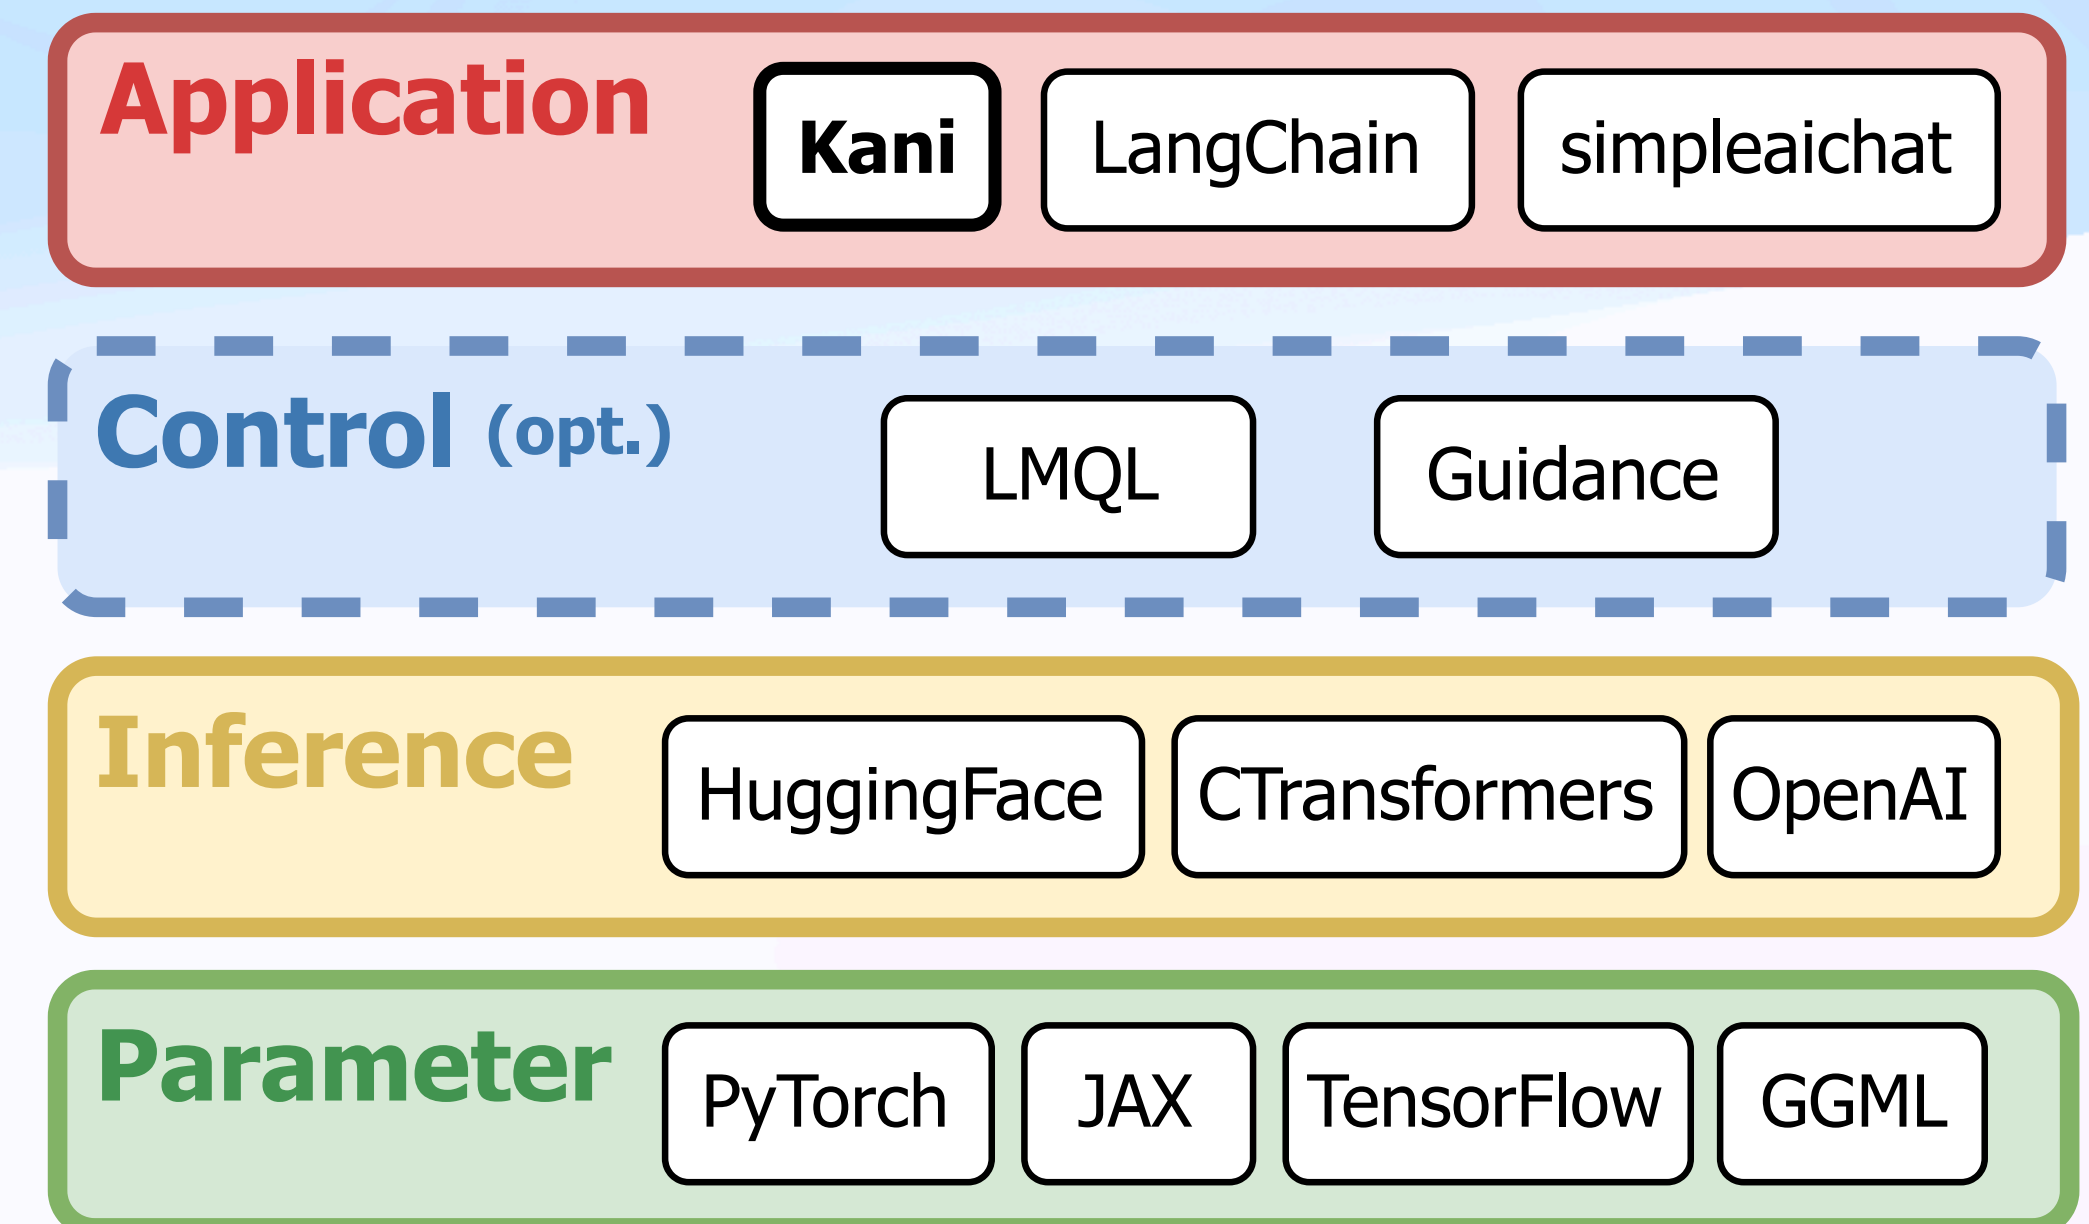 Application
Kani
LangChain
simpleaichat
Control (opt.)
LMQL
Guidance
Inference
HuggingFace
CTransformers
OpenAI
Parameter
PyTorch
JAX
TensorFlow
GGML